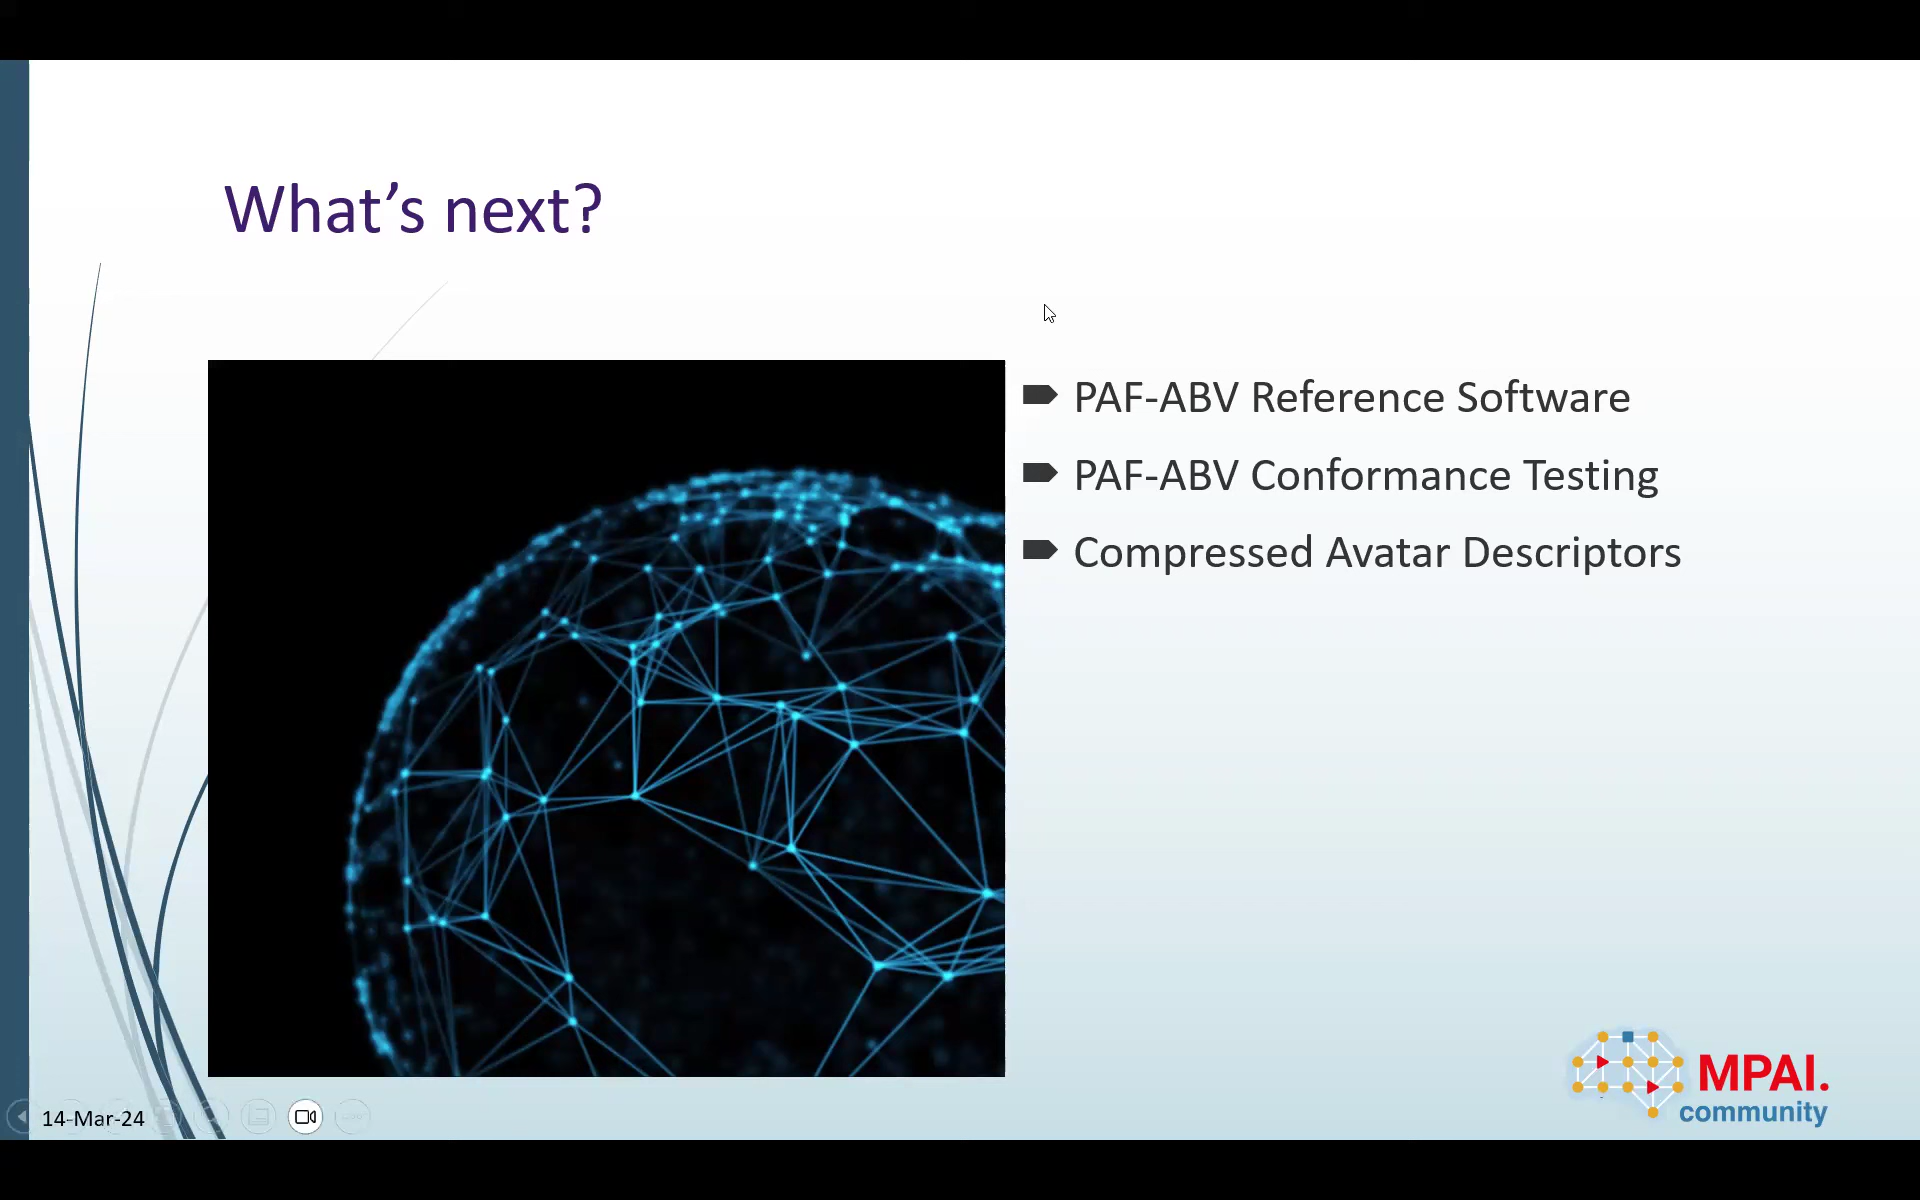 What’s next?
PAF-ABV Reference Software
PAF-ABV Conformance Testing
Compressed Avatar Descriptors
14-Mar-24
MPAI.
community